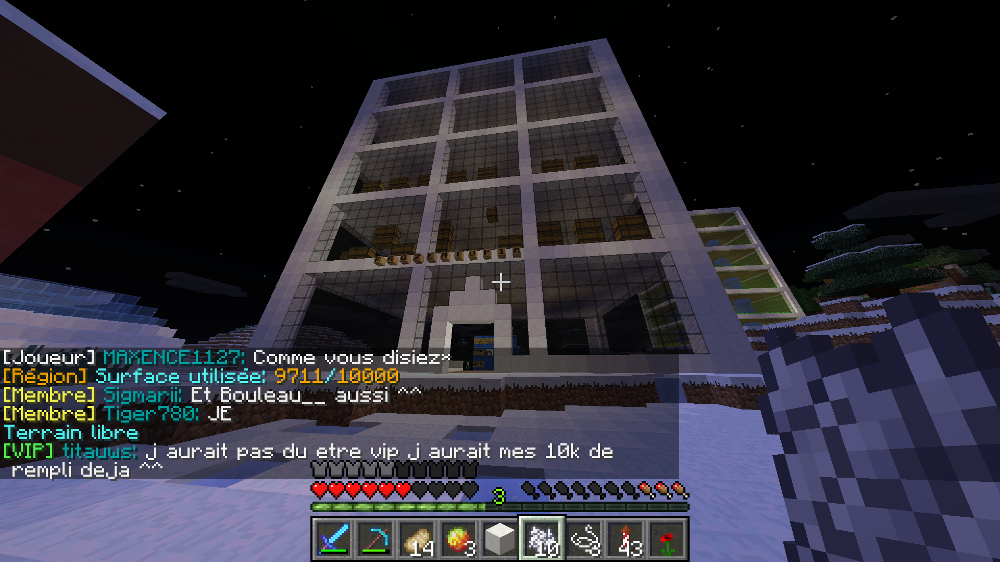 FROZENTOPIA
[Joueur] MAXENCE1127: Comme vous disiez*
[Région] Surface utilisée: 9711/10000
[Membre] Sigmarii: Et Bouleau__ aussi ^^
[Membre] Tiger780: JE
Terrain libre
[VIP] titauws: j aurait pas du etre vip j aurait mes 10k de
rempli deja ^^
3
14
3
10
8
43